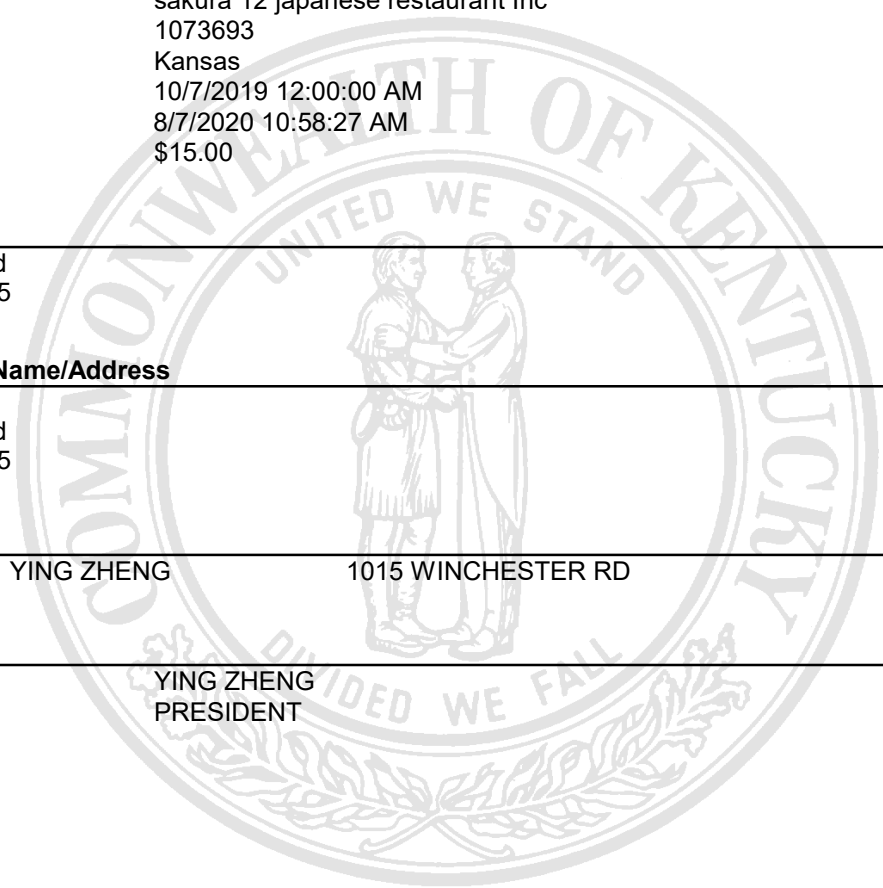 sakura 12 japanese restaurant Inc
1073693
Kansas
10/7/2019 12:00:00 AM
8/7/2020 10:58:27 AM
$15.00
COMMONWEALTH OF KENTUCKY
UNITED WE STAND
d
5
Name/Address
d
5
YING ZHENG 1015 WINCHESTER RD
DIVIDED WE FALL
YING ZHENG
PRESIDENT